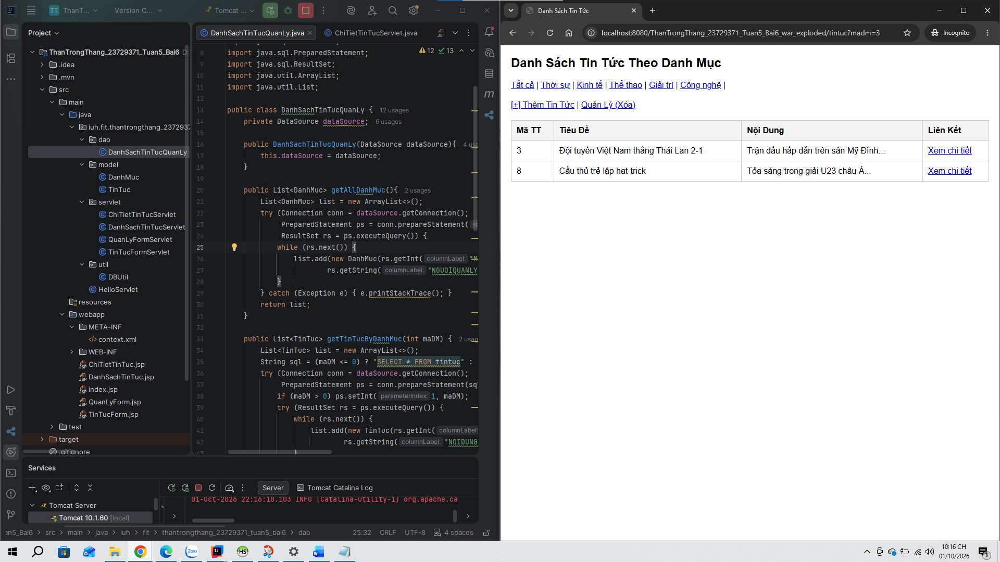 TT ThanT...
Version C...
Tomcat ...
Project
ThanTrongThang_23729371_Tuan5_Bai6
.idea
.mvn
src
main
java
iuh.fit.thantrongthang_23729371
dao
DanhSachTinTucQuanLy
model
DanhMuc
TinTuc
servlet
ChiTietTinTucServlet
DanhSachTinTucServlet
QuanLyFormServlet
TinTucFormServlet
util
DBUtil
HelloServlet
resources
webapp
META-INF
context.xml
WEB-INF
ChiTietTinTuc.jsp
DanhSachTinTuc.jsp
index.jsp
QuanLyForm.jsp
TinTucForm.jsp
test
target
.gitignore
DanhSachTinTucQuanLy.java
ChiTietTinTucServlet.java
12 13
8 import java.sql.PreparedStatement;
9 import java.sql.ResultSet;
10 import java.util.ArrayList;
11 import java.util.List;
12
13 public class DanhSachTinTucQuanLy { 12 usages
14 private DataSource dataSource; 6 usages
15
16 public DanhSachTinTucQuanLy(DataSource dataSource){ 4 usa
17 this.dataSource = dataSource;
18 }
19
20 public List<DanhMuc> getAllDanhMuc(){ 2 usages
21 List<DanhMuc> list = new ArrayList<>();
22 try (Connection conn = dataSource.getConnection();
23 PreparedStatement ps = conn.prepareStatement(
24 ResultSet rs = ps.executeQuery()) {
25 while (rs.next()) {
26 list.add(new DanhMuc(rs.getInt( columnLabel: "M
27 rs.getString( columnLabel: "NGUOIQUANLY
28 }
29 } catch (Exception e) { e.printStackTrace(); }
30 return list;
31 }
32
33 public List<TinTuc> getTinTucByDanhMuc(int maDM) { 2 usag
34 List<TinTuc> list = new ArrayList<>();
35 String sql = (maDM <= 0) ? "SELECT * FROM tintuc" :
36 try (Connection conn = dataSource.getConnection();
37 PreparedStatement ps = conn.prepareStatement(sq
38 if (maDM > 0) ps.setInt( parameterIndex: 1, maDM);
39 try (ResultSet rs = ps.executeQuery()) {
40 while (rs.next()) {
41 list.add(new TinTuc(rs.getInt( columnLabel:
42 rs.getString( columnLabel: "NOIDUNG
43 }
Services
Server
Tomcat Catalina Log
Tomcat Server
Tomcat 10.1.60 [local]
01-Oct-2026 22:16:10.103 INFO [Catalina-utility-1] org.apache.ca
an5_Bai6 > src > main > java > iuh > fit > thantrongthang_23729371_tuan5_bai6 > dao
25:32 CRLF UTF-8 4 spaces
Danh Sách Tin Tức
localhost:8080/ThanTrongThang_23729371_Tuan5_Bai6_war_exploded/tintuc?madm=3
Incognito
Danh Sách Tin Tức Theo Danh Mục
Tất cả | Thời sự | Kinh tế | Thể thao | Giải trí | Công nghệ |
[+] Thêm Tin Tức | Quản Lý (Xóa)
Mã TT Tiêu Đề Nội Dung Liên Kết
3 Đội tuyển Việt Nam thắng Thái Lan 2-1 Trận đấu hấp dẫn trên sân Mỹ Đình... Xem chi tiết
8 Cầu thủ trẻ lập hat-trick Tỏa sáng trong giải U23 châu Á... Xem chi tiết
10:16 CH
01/10/2026
1